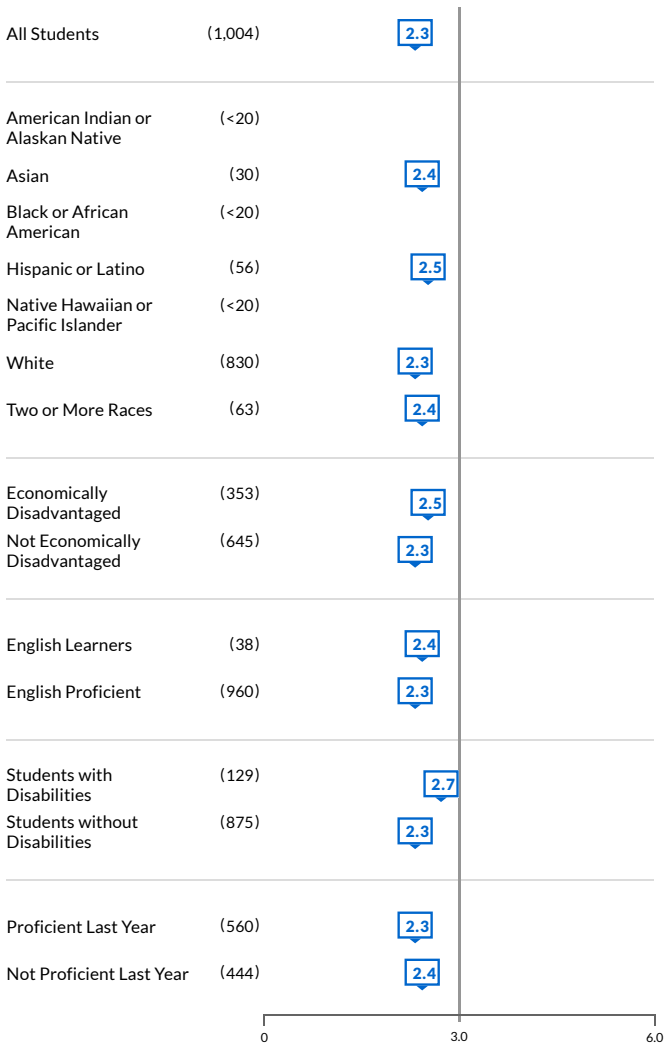 All Students (1,004) 2.3
American Indian or (<20)
Alaskan Native
Asian (30) 2.4
Black or African (<20)
American
Hispanic or Latino (56) 2.5
Native Hawaiian or (<20)
Pacific Islander
White (830) 2.3
Two or More Races (63) 2.4
Economically (353) 2.5
Disadvantaged
Not Economically (645) 2.3
Disadvantaged
English Learners (38) 2.4
English Proficient (960) 2.3
Students with (129) 2.7
Disabilities
Students without (875) 2.3
Disabilities
Proficient Last Year (560) 2.3
Not Proficient Last Year (444) 2.4
0 3.0 6.0